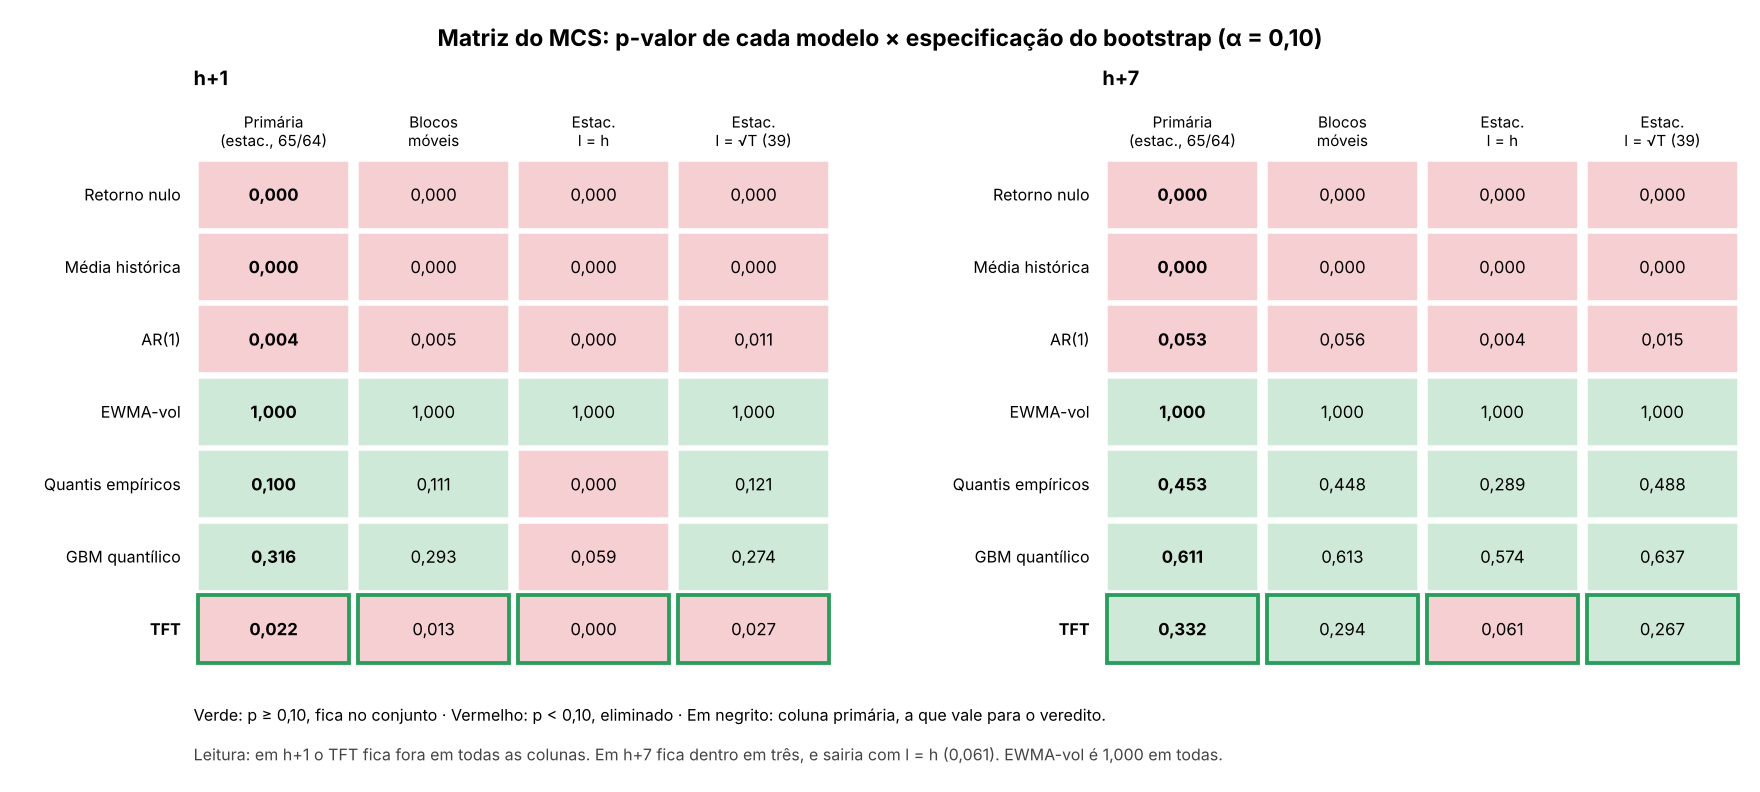 Matriz do MCS: p-valor de cada modelo × especificação do bootstrap (α = 0,10)
h+1
Primária Blocos Estac. Estac.
(estac., 65/64) móveis l = h l = √T (39)
Retorno nulo 0,000 0,000 0,000 0,000
Média histórica 0,000 0,000 0,000 0,000
AR(1) 0,004 0,005 0,000 0,011
EWMA-vol 1,000 1,000 1,000 1,000
Quantis empíricos 0,100 0,111 0,000 0,121
GBM quantílico 0,316 0,293 0,059 0,274
TFT 0,022 0,013 0,000 0,027
h+7
Primária Blocos Estac. Estac.
(estac., 65/64) móveis l = h l = √T (39)
Retorno nulo 0,000 0,000 0,000 0,000
Média histórica 0,000 0,000 0,000 0,000
AR(1) 0,053 0,056 0,004 0,015
EWMA-vol 1,000 1,000 1,000 1,000
Quantis empíricos 0,453 0,448 0,289 0,488
GBM quantílico 0,611 0,613 0,574 0,637
TFT 0,332 0,294 0,061 0,267
Verde: p ≥ 0,10, fica no conjunto · Vermelho: p < 0,10, eliminado · Em negrito: coluna primária, a que vale para o veredito.
Leitura: em h+1 o TFT fica fora em todas as colunas. Em h+7 fica dentro em três, e sairia com l = h (0,061). EWMA-vol é 1,000 em todas.